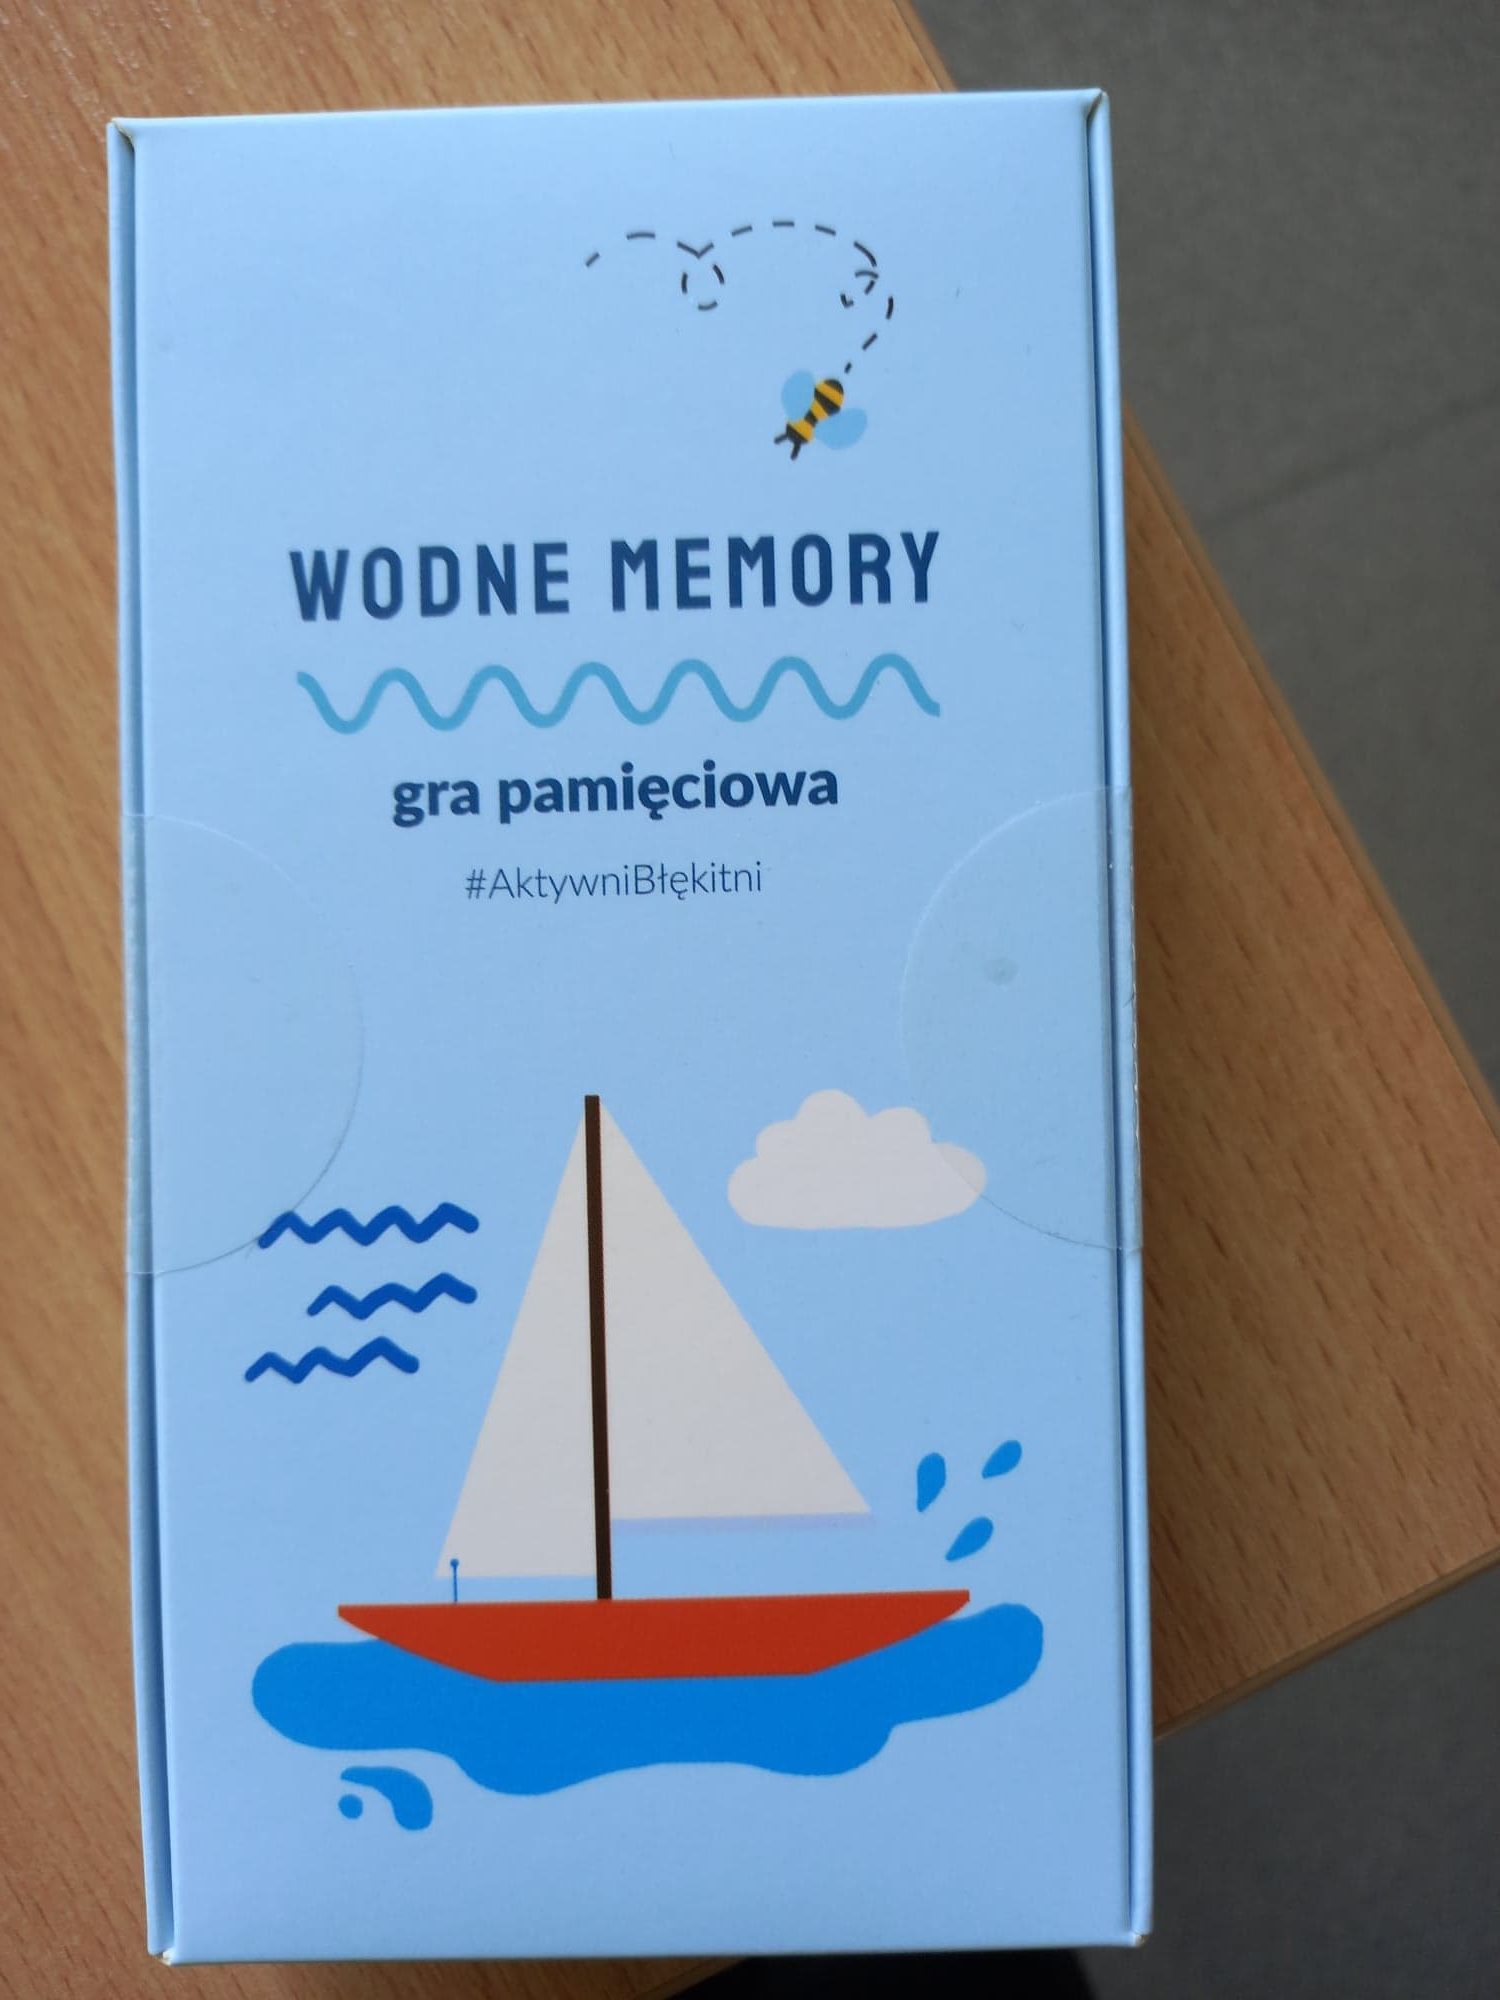 WODNE MEMORY
gra pamięciowa
#AktywniBłękitni